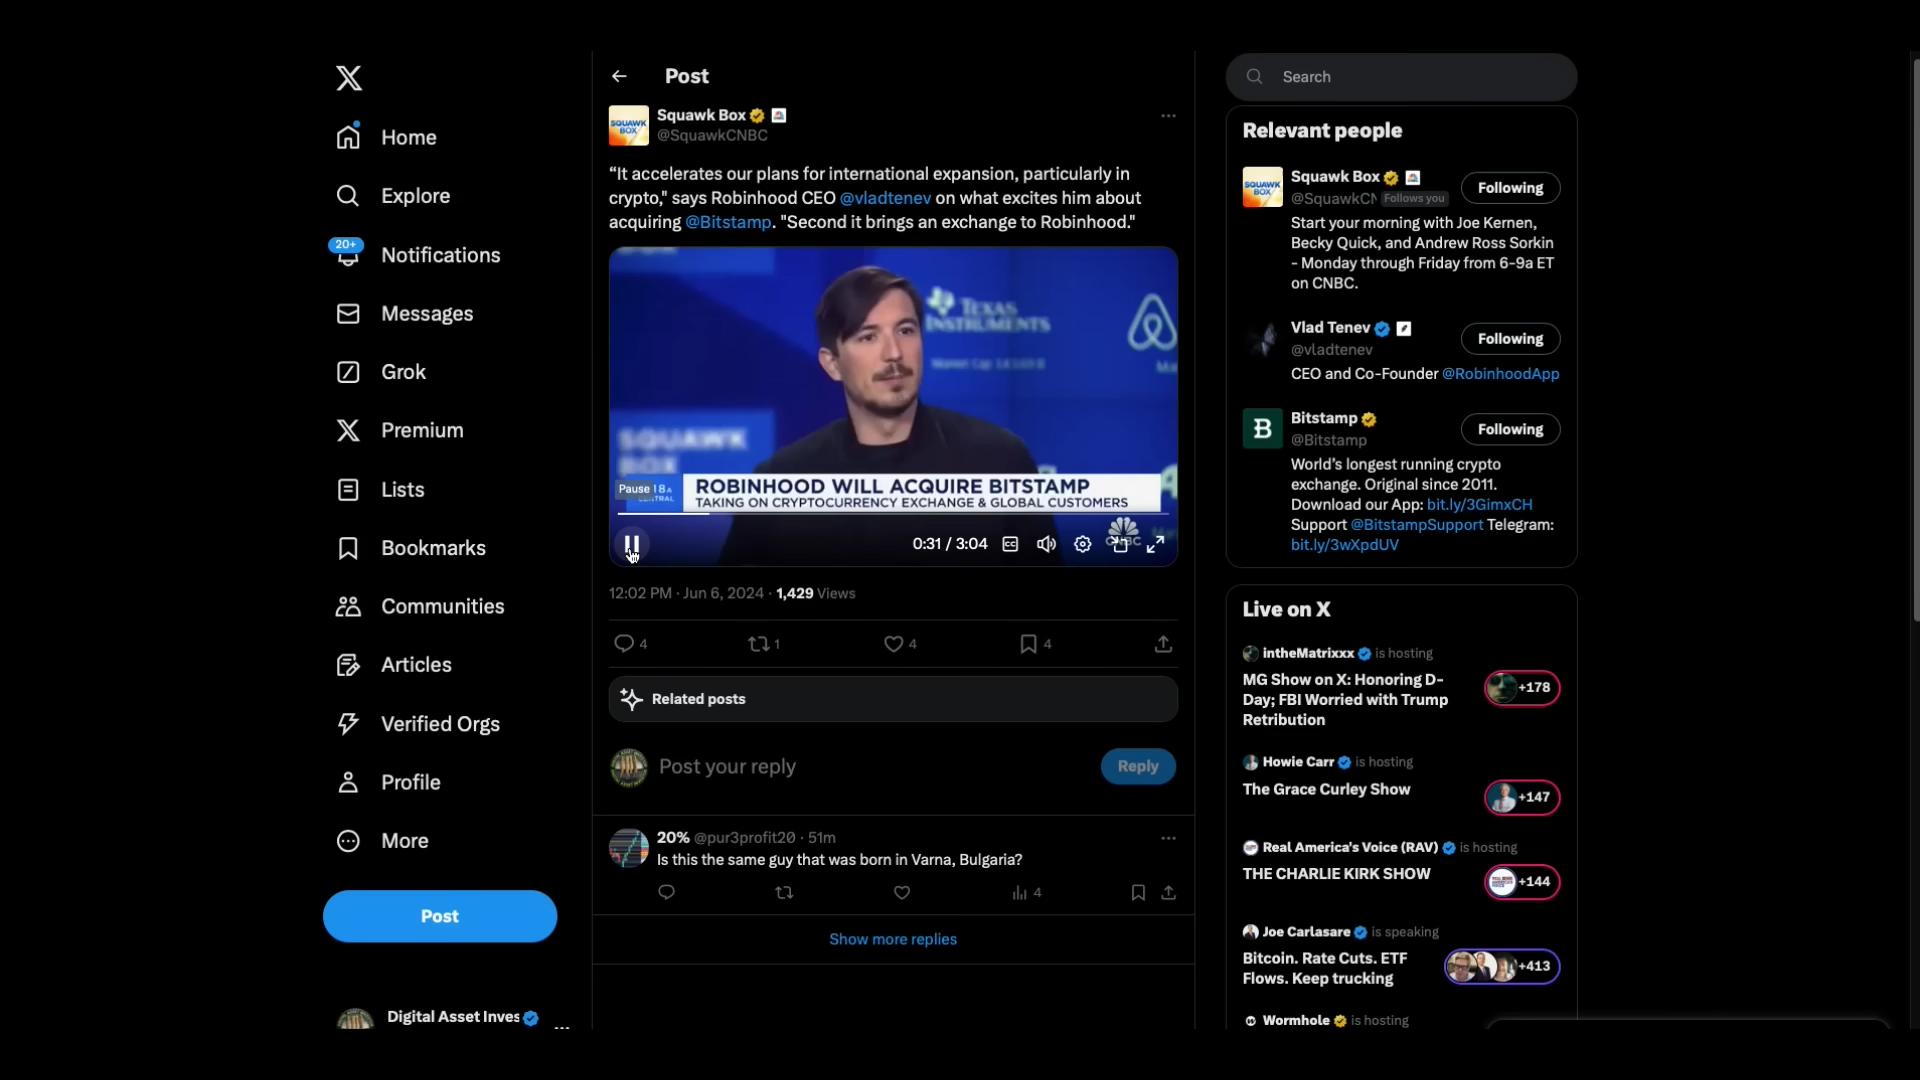 Home
Explore
20+
Notifications
Messages
Grok
Premium
Lists
Bookmarks
Communities
Articles
Verified Orgs
Profile
More
Post
Digital Asset Inves
Post
Squawk Box
@SquawkCNBC
“It accelerates our plans for international expansion, particularly in
crypto," says Robinhood CEO @vladtenev on what excites him about
acquiring @Bitstamp. "Second it brings an exchange to Robinhood."
TEXAS
INSTRUMENTS
SQUAWK
BOX
Pause
ROBINHOOD WILL ACQUIRE BITSTAMP
TAKING ON CRYPTOCURRENCY EXCHANGE & GLOBAL CUSTOMERS
0:31 / 3:04
12:02 PM · Jun 6, 2024 · 1,429 Views
4 1 4 4
Related posts
Post your reply
Reply
20% @pur3profit20 · 51m
Is this the same guy that was born in Varna, Bulgaria?
4
Show more replies
Search
Relevant people
Squawk Box
@SquawkCN Follows you
Following
Start your morning with Joe Kernen,
Becky Quick, and Andrew Ross Sorkin
- Monday through Friday from 6-9a ET
on CNBC.
Vlad Tenev
@vladtenev
Following
CEO and Co-Founder @RobinhoodApp
Bitstamp
@Bitstamp
Following
World's longest running crypto
exchange. Original since 2011.
Download our App: bit.ly/3GimxCH
Support @BitstampSupport Telegram:
bit.ly/3wXpdUV
Live on X
intheMatrixxx is hosting
MG Show on X: Honoring D-
Day; FBI Worried with Trump
Retribution
+178
Howie Carr is hosting
The Grace Curley Show
+147
Real America's Voice (RAV) is hosting
THE CHARLIE KIRK SHOW
+144
Joe Carlasare is speaking
Bitcoin. Rate Cuts. ETF
Flows. Keep trucking
+413
Wormhole is hosting